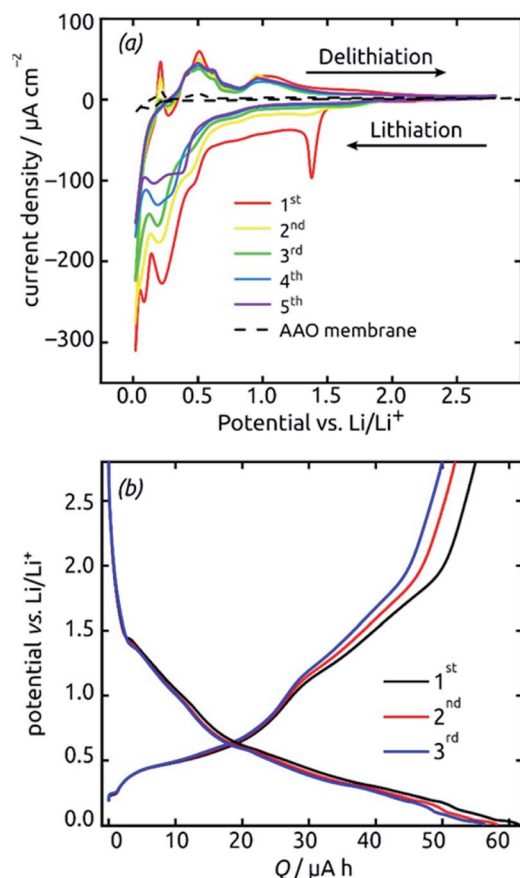 (a)
Delithiation
Lithiation
100
0
−100
−200
−300
current density / μA cm⁻²
1st
2nd
3rd
4th
5th
AAO membrane
0.0 0.5 1.0 1.5 2.0 2.5
Potential vs. Li/Li⁺
(b)
2.5
2.0
1.5
1.0
0.5
0.0
potential vs. Li/Li⁺
1st
2nd
3rd
0 10 20 30 40 50 60
Q / μA h